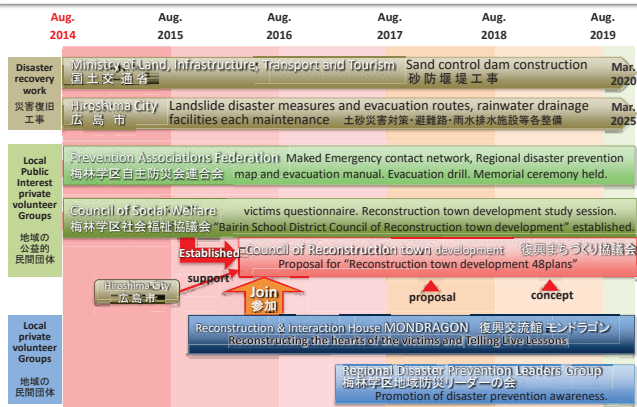 Aug. 2014
Aug. 2015
Aug. 2016
Aug. 2017
Aug. 2018
Aug. 2019
Disaster recovery work
災害復旧工事
Ministry of Land, Infrastructure, Transport and Tourism Sand control dam construction
国土交通省 砂防堰堤工事
Mar. 2020
Hiroshima City Landslide disaster measures and evacuation routes, rainwater drainage
広島市 facilities each maintenance 土砂災害対策・避難路・雨水排水施設等各整備
Mar. 2025
Local Public Interest private volunteer Groups
地域の公益的民間団体
Prevention Associations Federation Maked Emergency contact network, Regional disaster prevention
梅林学区自主防災会連合会 map and evacuation manual. Evacuation drill. Memorial ceremony held.
Council of Social Welfare victims questionnaire. Reconstruction town development study session.
梅林学区社会福祉協議会 "Bairin School District Council of Reconstruction town development" established.
Established
Council of Reconstruction town development 復興まちづくり協議会
Proposal for "Reconstruction town development 48plans"
Hiroshima City
広島市
support
Join
参加
proposal
concept
Local private volunteer Groups
地域の民間団体
Reconstruction & Interaction House MONDRAGON 復興交流館 モンドラゴン
Reconstructing the hearts of the victims and Telling Live Lessons
Regional Disaster Prevention Leaders Group
梅林学区地域防災リーダーの会
Promotion of disaster prevention awareness.